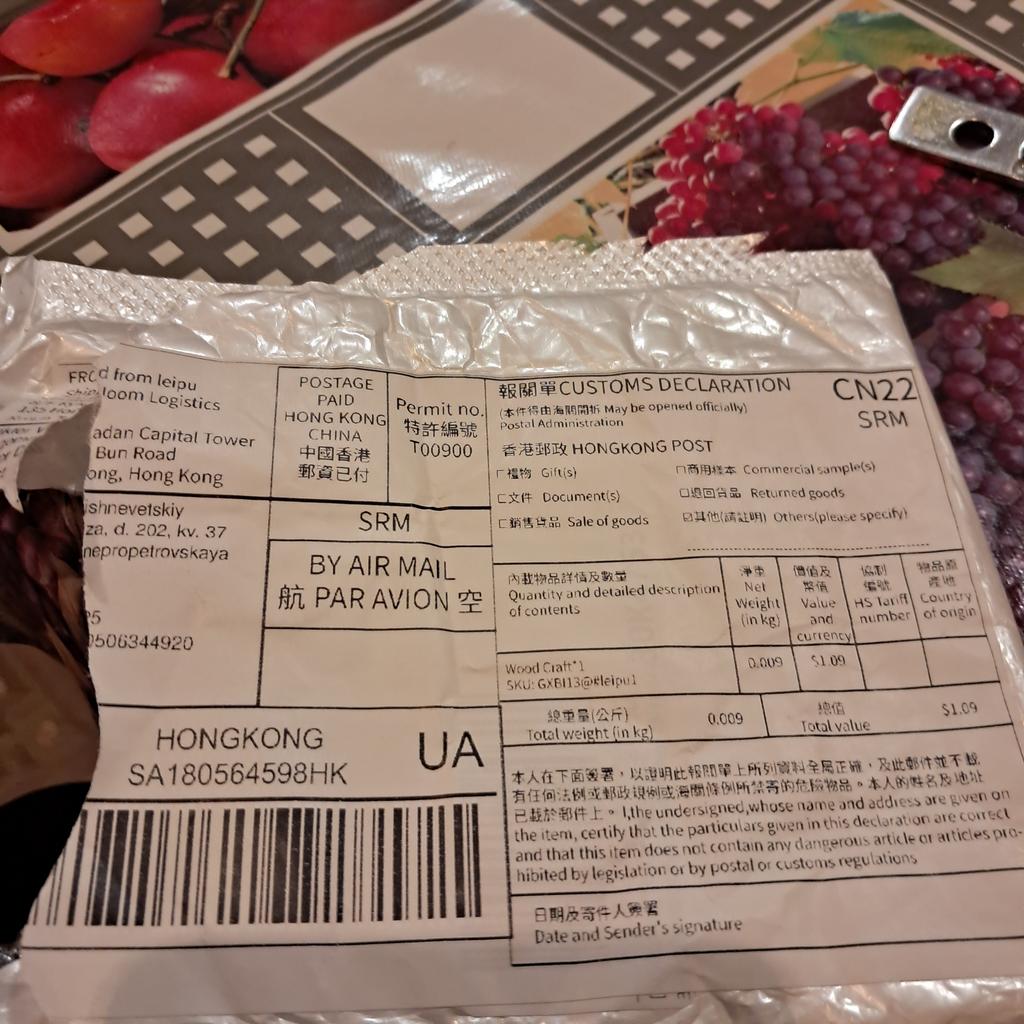 d from leipu
loom Logistics
adan Capital Tower
Bun Road
ong, Hong Kong
ishnevetskiy
za, d. 202, kv. 37
nepropetrovskaya
0506344920
POSTAGE
PAID
HONG KONG
CHINA
中國香港
郵資已付
Permit no.
特許編號
T00900
SRM
BY AIR MAIL
航 PAR AVION 空
HONGKONG
SA180564598HK
UA
報關單CUSTOMS DECLARATION
CN22
(本件得由海關開拆 May be opened officially)
SRM
Postal Administration
香港郵政 HONGKONG POST
禮物 Gift(s)
商用樣本 Commercial sample(s)
文件 Document(s)
退回貨品 Returned goods
銷售貨品 Sale of goods
☑其他(請註明) Others(please specify)
內載物品詳情及數量
Quantity and detailed description
of contents
淨重
Net
Weight
(in kg)
價值及
幣值
Value
and
currency
協制
編號
HS Tariff
number
物品原
產地
Country
of origin
Wood Craft*1
SKU: GXBI13@#leipu1
0.009
$1.09
總重量(公斤)
Total weight (in kg)
0.009
總值
Total value
$1.09
本人在下面簽署，以證明此報關單上所列資料全屬正確，及此郵件並不載
有任何法例或郵政規例或海關條例所禁寄的危險物品。本人的姓名及地址
已載於郵件上。 I,the undersigned,whose name and address are given on
the item, certify that the particulars given in this declaration are correct
and that this item does not contain any dangerous article or articles pro-
hibited by legislation or by postal or customs regulations
日期及寄件人簽署
Date and Sender's signature